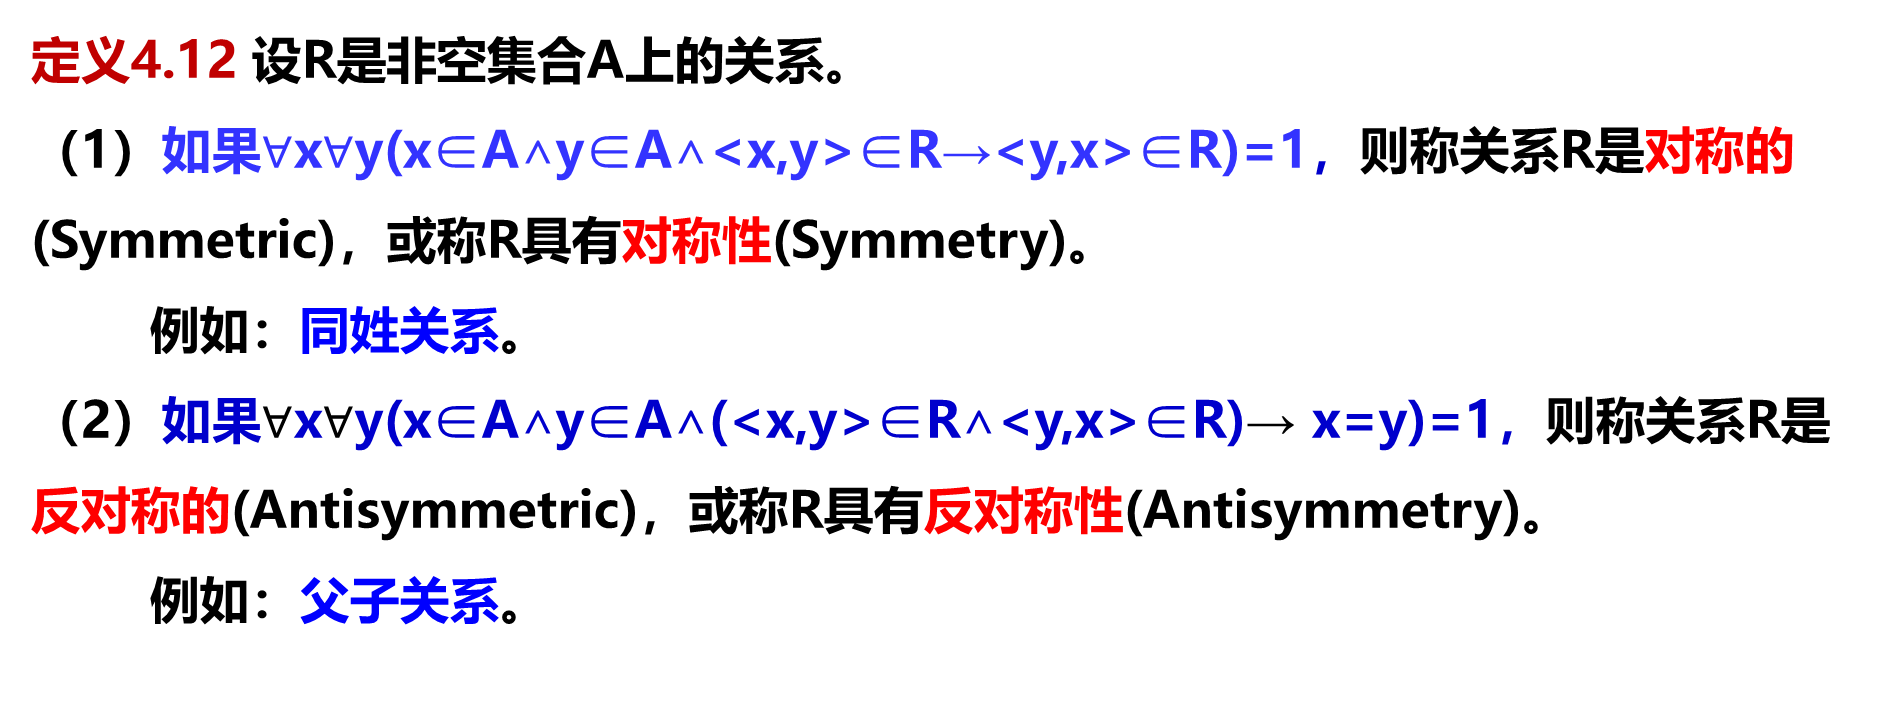 定义4.12 设R是非空集合A上的关系。
（1）如果∀x∀y(x∈A∧y∈A∧<x,y>∈R→<y,x>∈R)=1，则称关系R是对称的
(Symmetric)，或称R具有对称性(Symmetry)。
例如：同姓关系。
（2）如果∀x∀y(x∈A∧y∈A∧(<x,y>∈R∧<y,x>∈R)→ x=y)=1，则称关系R是
反对称的(Antisymmetric)，或称R具有反对称性(Antisymmetry)。
例如：父子关系。